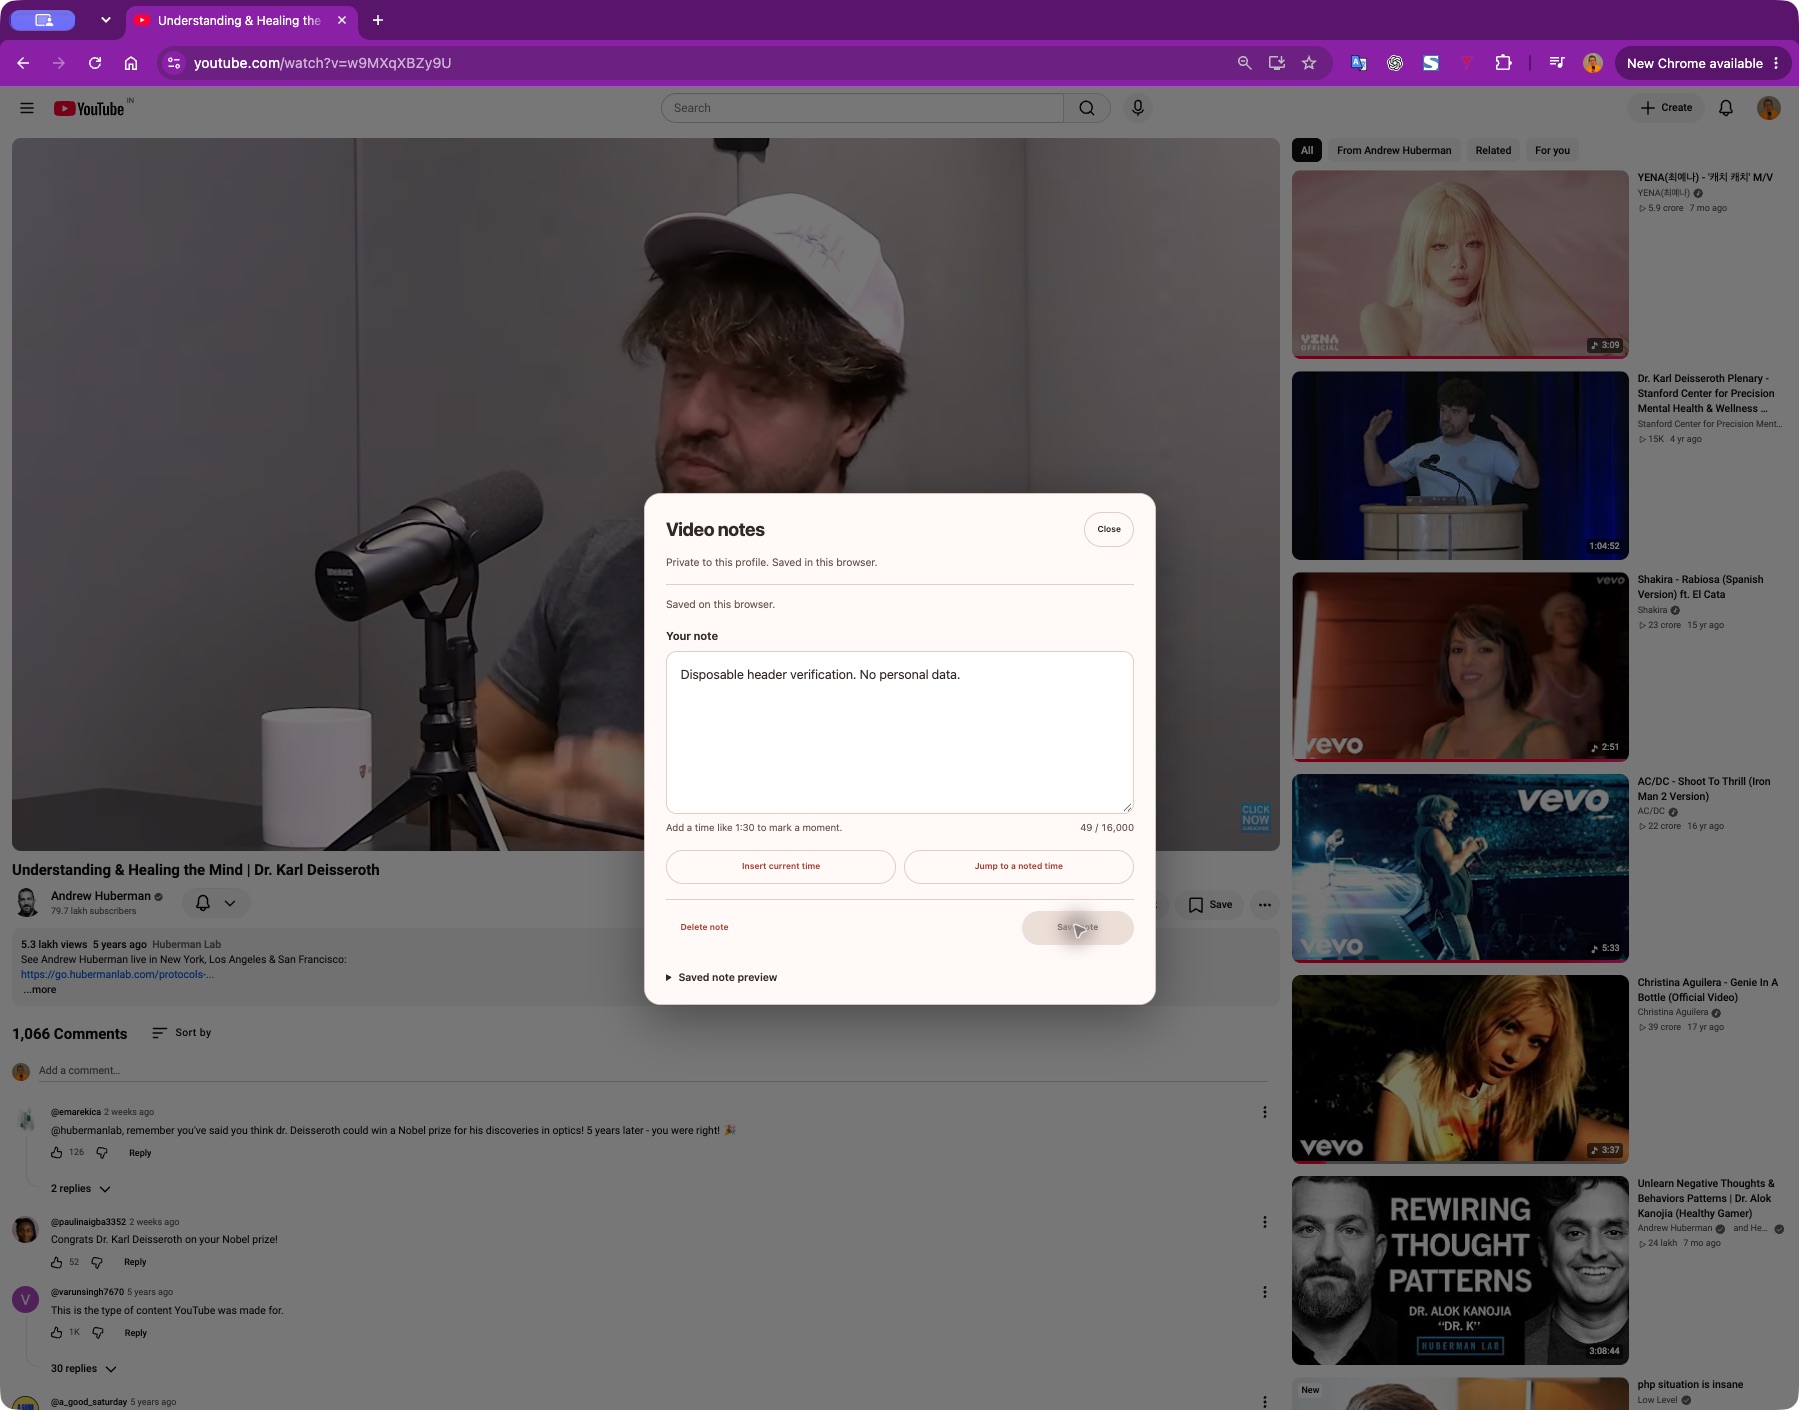 Understanding & Healing the
youtube.com/watch?v=w9MXqXBZy9U
New Chrome available
YouTube IN
Search
Create
All
From Andrew Huberman
Related
For you
YENA(최예나) - '캐치 캐치' M/V
YENA(최예나)
5.9 crore 7 mo ago
YENA
OFFICIAL
3:09
Dr. Karl Deisseroth Plenary -
Stanford Center for Precision
Mental Health & Wellness ...
Stanford Center for Precision Ment...
15K 4 yr ago
1:04:52
Shakira - Rabiosa (Spanish
Version) ft. El Cata
Shakira
23 crore 15 yr ago
vevo
vevo
2:51
AC/DC - Shoot To Thrill (Iron
Man 2 Version)
AC/DC
22 crore 16 yr ago
vevo
vevo
5:33
Christina Aguilera - Genie In A
Bottle (Official Video)
Christina Aguilera
39 crore 17 yr ago
vevo
3:37
Unlearn Negative Thoughts &
Behaviors Patterns | Dr. Alok
Kanojia (Healthy Gamer)
Andrew Huberman and He...
24 lakh 7 mo ago
REWIRING
THOUGHT
PATTERNS
DR. ALOK KANOJIA
"DR. K"
HUBERMAN LAB
3:08:44
New
php situation is insane
Low Level
CLICK
NOW
Video notes
Close
Private to this profile. Saved in this browser.
Saved on this browser.
Your note
Disposable header verification. No personal data.
Add a time like 1:30 to mark a moment.
49 / 16,000
Insert current time
Jump to a noted time
Delete note
Saved note preview
Understanding & Healing the Mind | Dr. Karl Deisseroth
Andrew Huberman
79.7 lakh subscribers
Save
5.3 lakh views 5 years ago Huberman Lab
See Andrew Huberman live in New York, Los Angeles & San Francisco:
https://go.hubermanlab.com/protocols-...
...more
1,066 Comments
Sort by
Add a comment...
@emarekica 2 weeks ago
@hubermanlab, remember you've said you think dr. Deisseroth could win a Nobel prize for his discoveries in optics! 5 years later - you were right! 🎉
126
Reply
2 replies
@paulinaigba3352 2 weeks ago
Congrats Dr. Karl Deisseroth on your Nobel prize!
52
Reply
V
@varunsingh7670 5 years ago
This is the type of content YouTube was made for.
1K
Reply
30 replies
@a_good_saturday 5 years ago